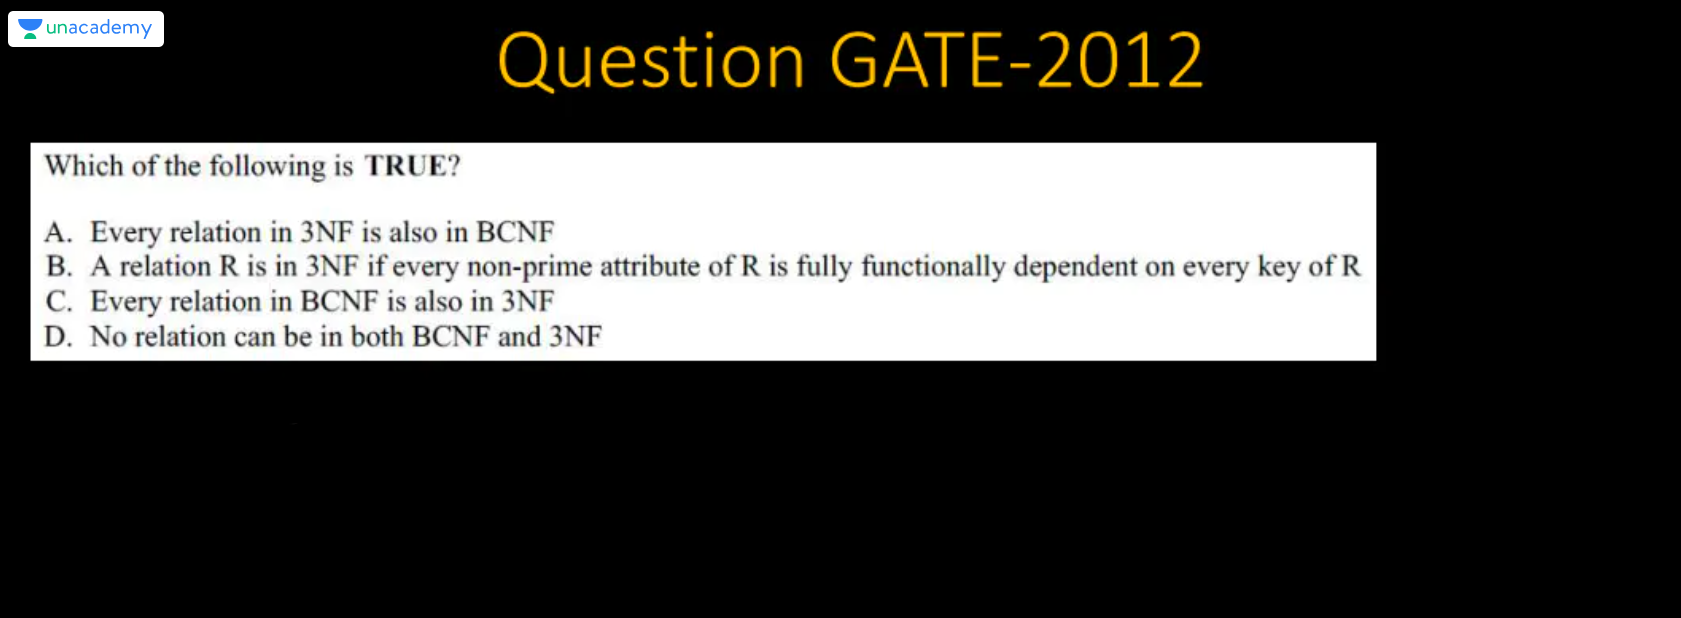 unacademy
Question GATE-2012
Which of the following is TRUE?
A. Every relation in 3NF is also in BCNF
B. A relation R is in 3NF if every non-prime attribute of R is fully functionally dependent on every key of R
C. Every relation in BCNF is also in 3NF
D. No relation can be in both BCNF and 3NF